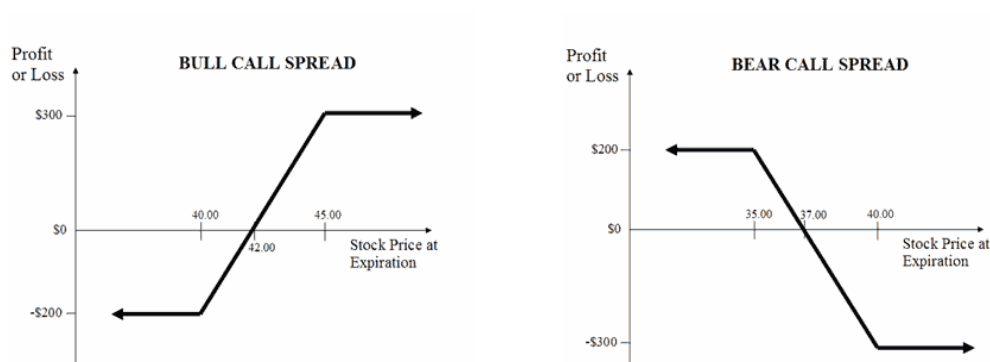 BULL CALL SPREAD
Profit
or Loss
$300
40.00
45.00
$0
42.00
Stock Price at
Expiration
-$200
BEAR CALL SPREAD
Profit
or Loss
$200
35.00
37.00
40.00
$0
Stock Price at
Expiration
-$300